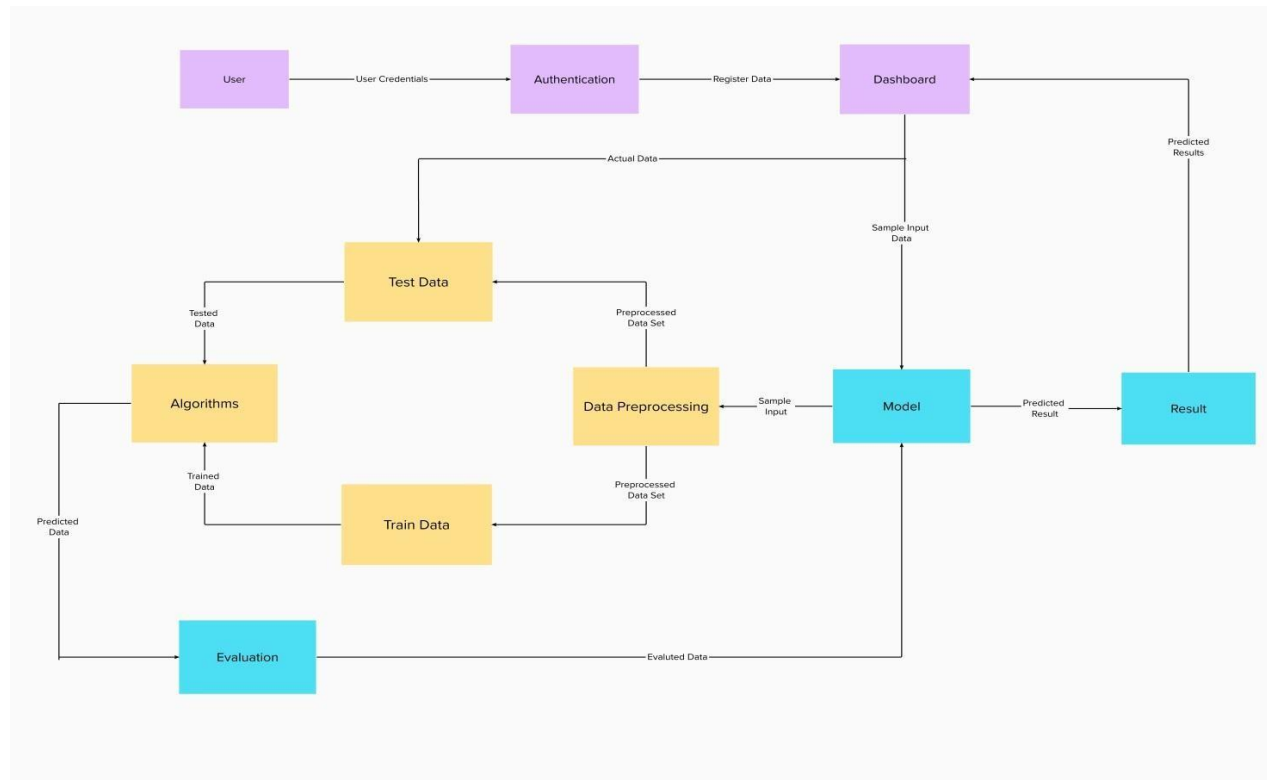 User
User Credentials
Authentication
Register Data
Dashboard
Predicted
Results
Actual Data
Sample Input
Data
Test Data
Tested
Data
Preprocessed
Data Set
Algorithms
Data Preprocessing
Sample
Input
Model
Predicted
Result
Result
Trained
Data
Preprocessed
Data Set
Train Data
Predicted
Data
Evaluation
Evaluted Data